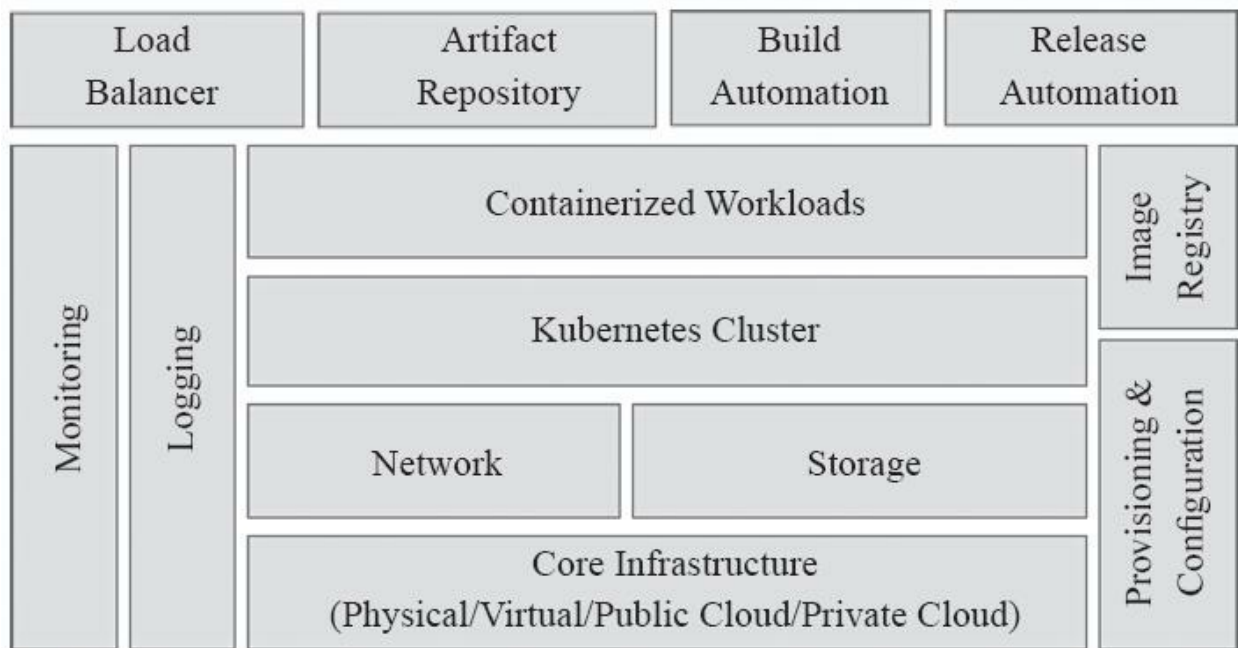 Load
Balancer
Artifact
Repository
Build
Automation
Release
Automation
Monitoring
Logging
Containerized Workloads
Kubernetes Cluster
Network
Storage
Core Infrastructure
(Physical/Virtual/Public Cloud/Private Cloud)
Image
Registry
Provisioning &
Configuration